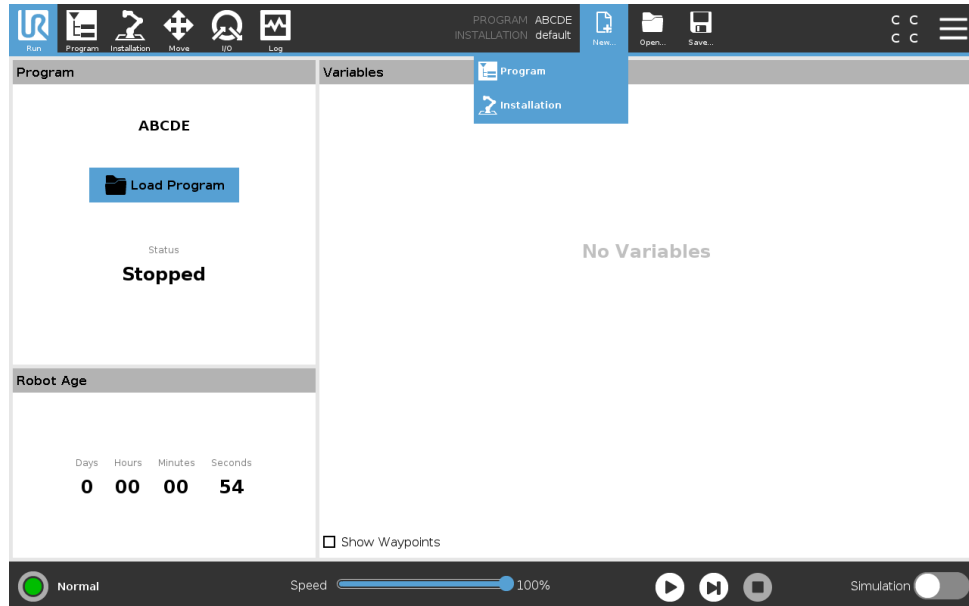 Run
Program
Installation
Move
I/O
Log
PROGRAM ABCDE
INSTALLATION default
New...
Open...
Save...
C C
C C
Program
Installation
Program
Variables
ABCDE
Load Program
Status
Stopped
No Variables
Robot Age
Days Hours Minutes Seconds
0 00 00 54
Show Waypoints
Normal
Speed 100%
Simulation